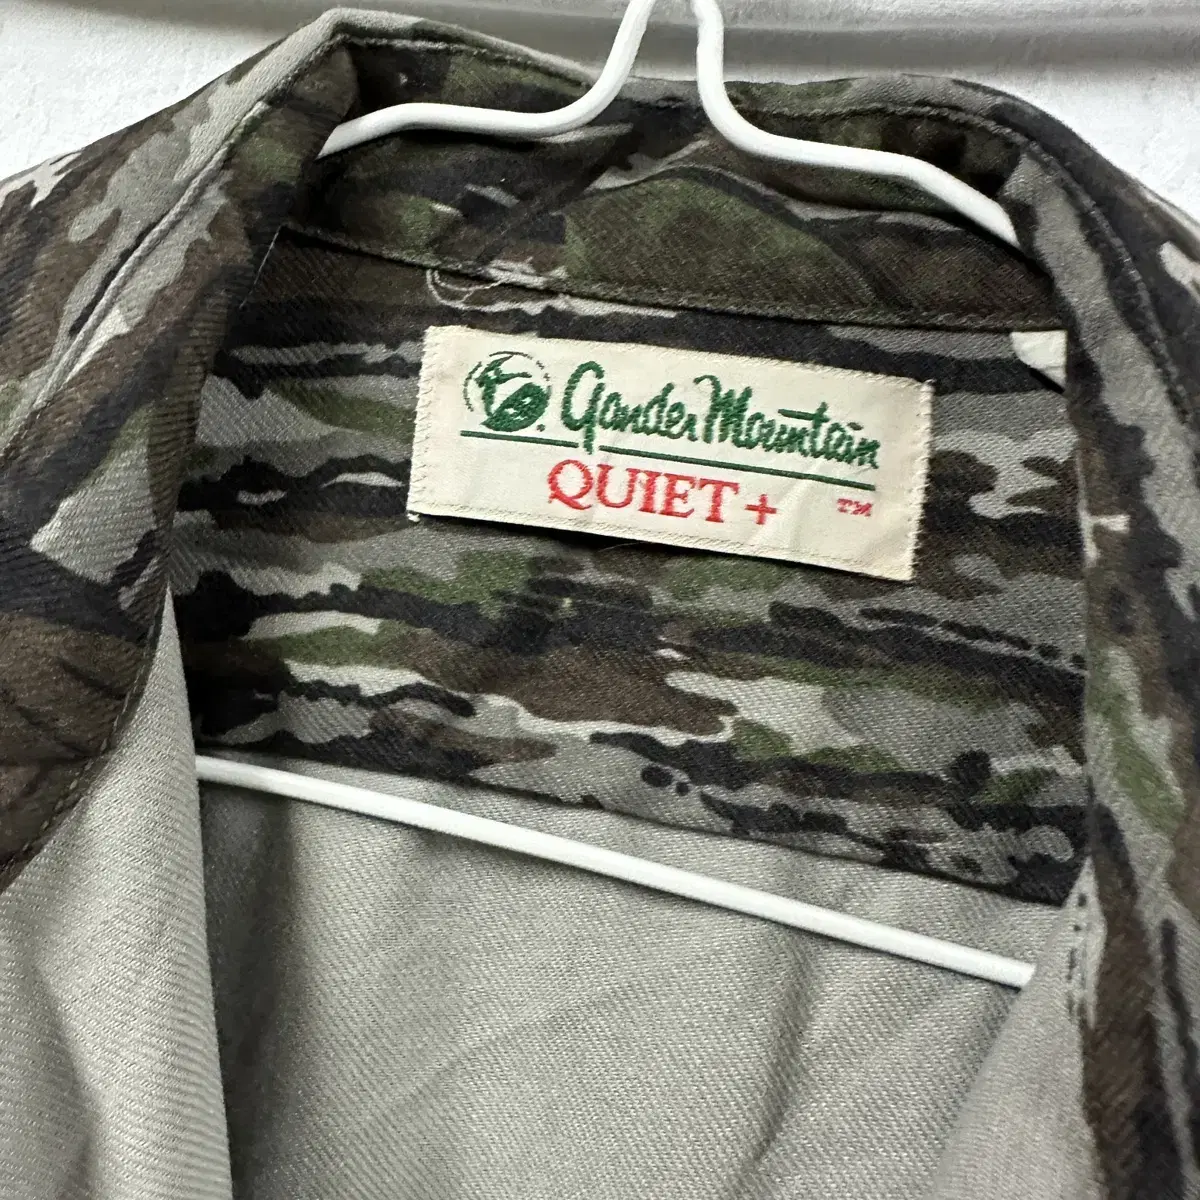 Gander Mountain
QUIET + ™